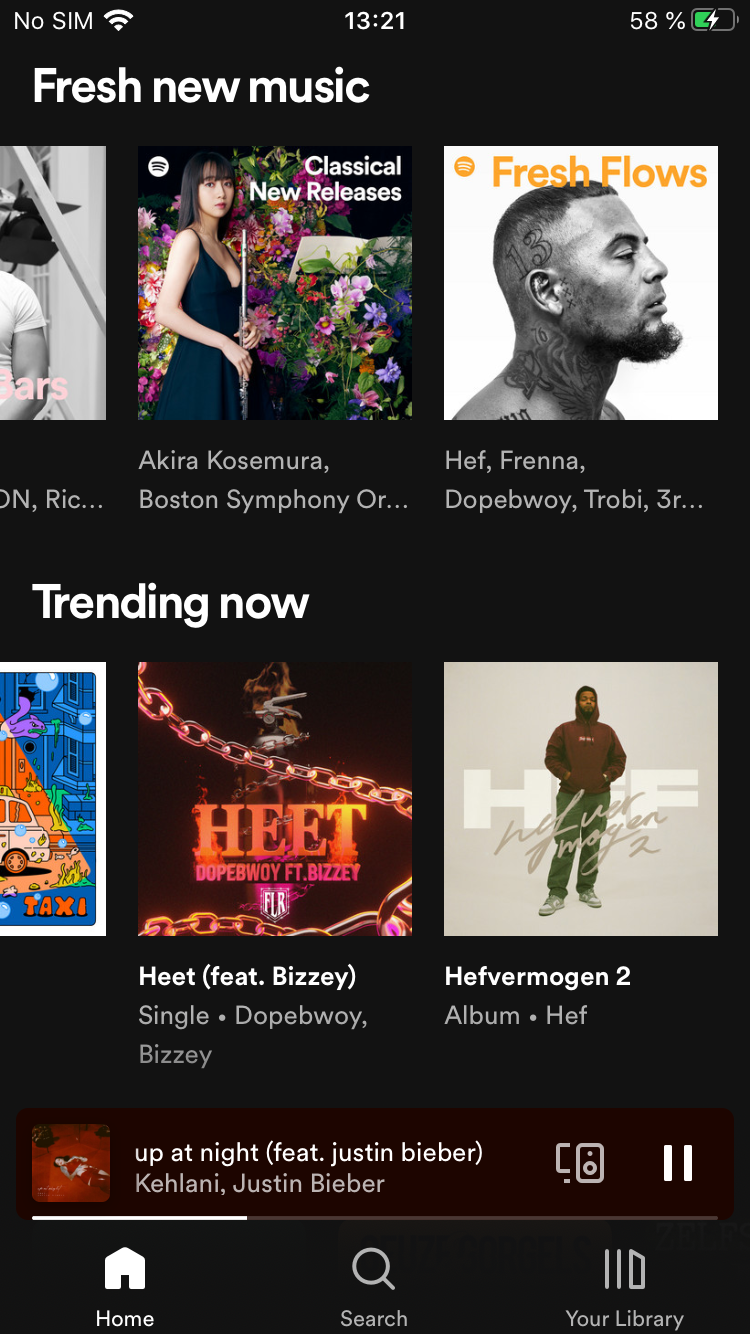 No SIM 13:21 58 %
Fresh new music
Bars
Classical
New Releases
Fresh Flows
13
ON, Ric...
Akira Kosemura,
Boston Symphony Or...
Hef, Frenna,
Dopebwoy, Trobi, 3r...
Trending now
TAXI
HEET
DOPEBWOY FT. BIZZEY
FLR
HEF
hefver
mogen
2
Heet (feat. Bizzey)
Single • Dopebwoy,
Bizzey
Hefvermogen 2
Album • Hef
up at night (feat. justin bieber)
Kehlani, Justin Bieber
Home
Search
Your Library